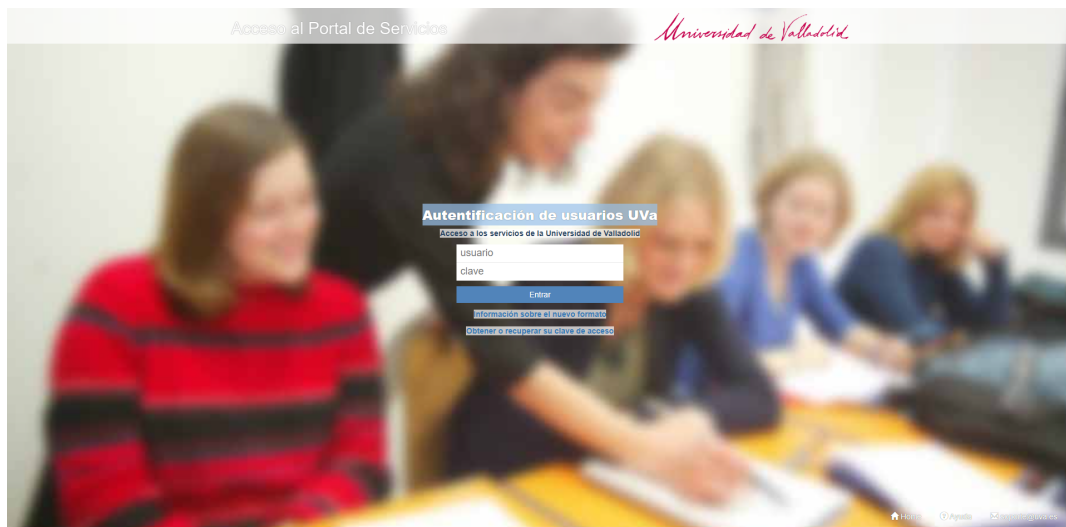 Acceso al Portal de Servicios
Universidad de Valladolid
Autentificación de usuarios UVa
Acceso a los servicios de la Universidad de Valladolid
usuario
clave
Entrar
Información sobre el nuevo formato
Obtener o recuperar su clave de acceso
Home
Ayuda